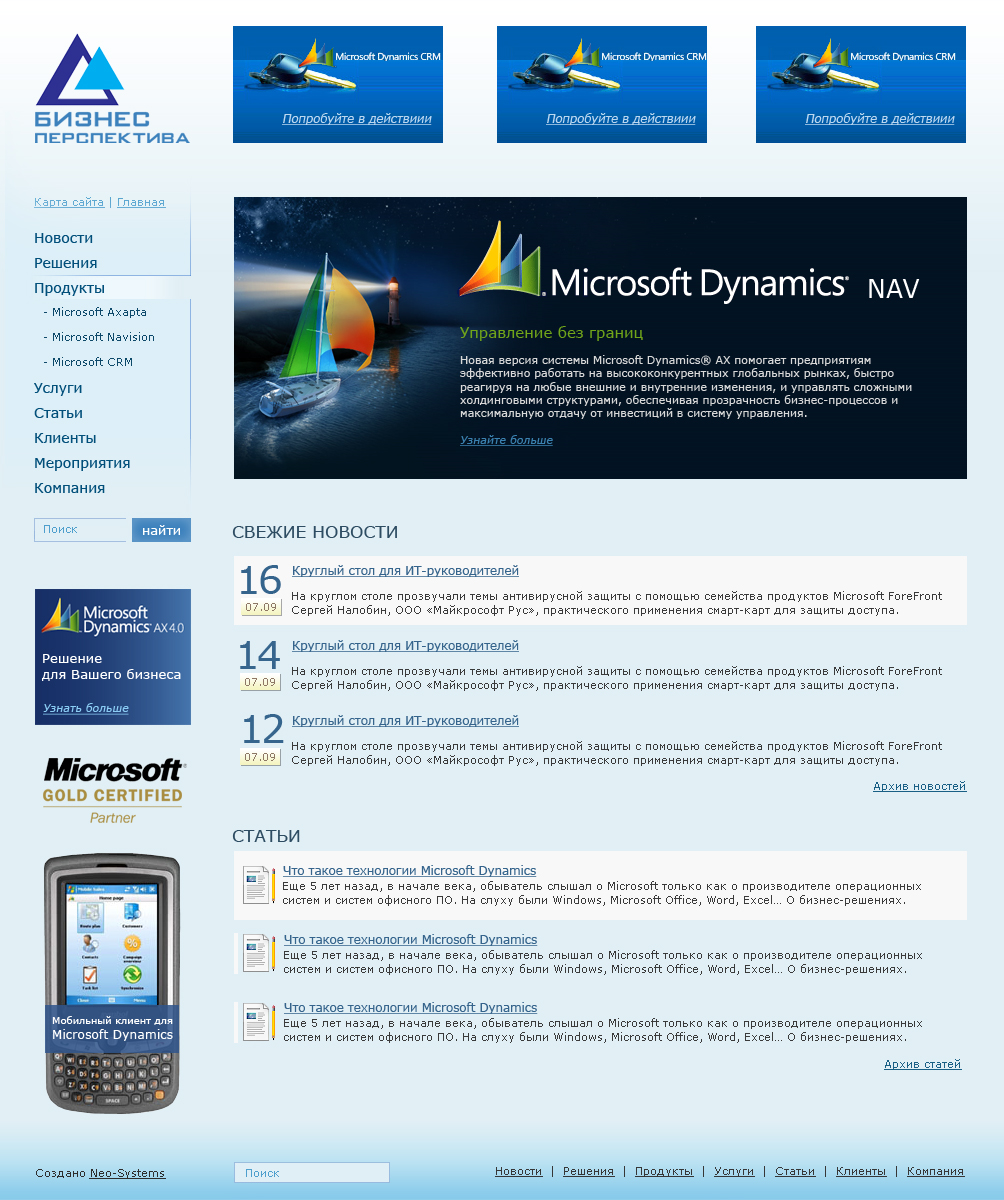 БИЗНЕС
ПЕРСПЕКТИВА
Microsoft Dynamics CRM
Попробуйте в действиии
Microsoft Dynamics CRM
Попробуйте в действиии
Microsoft Dynamics CRM
Попробуйте в действиии
Карта сайта | Главная
Новости
Решения
Продукты
- Microsoft Axapta
- Microsoft Navision
- Microsoft CRM
Услуги
Статьи
Клиенты
Мероприятия
Компания
Поиск
найти
Microsoft Dynamics NAV
Управление без границ
Новая версия системы Microsoft Dynamics® AX помогает предприятиям
эффективно работать на высококонкурентных глобальных рынках, быстро
реагируя на любые внешние и внутренние изменения, и управлять сложными
холдинговыми структурами, обеспечивая прозрачность бизнес-процессов и
максимальную отдачу от инвестиций в систему управления.
Узнайте больше
Microsoft
Dynamics AX 4.0
Решение
для Вашего бизнеса
Узнать больше
Microsoft®
GOLD CERTIFIED
Partner
Mobile Sales
Home page
Route plan
Customers
Contacts
Campaign
overview
Task list
Synchronize
Close
Menu
Мобильный клиент для
Microsoft Dynamics
SPACE
СВЕЖИЕ НОВОСТИ
16
07.09
Круглый стол для ИТ-руководителей
На круглом столе прозвучали темы антивирусной защиты с помощью семейства продуктов Microsoft ForeFront
Сергей Налобин, ООО «Майкрософт Рус», практического применения смарт-карт для защиты доступа.
14
07.09
Круглый стол для ИТ-руководителей
На круглом столе прозвучали темы антивирусной защиты с помощью семейства продуктов Microsoft ForeFront
Сергей Налобин, ООО «Майкрософт Рус», практического применения смарт-карт для защиты доступа.
12
07.09
Круглый стол для ИТ-руководителей
На круглом столе прозвучали темы антивирусной защиты с помощью семейства продуктов Microsoft ForeFront
Сергей Налобин, ООО «Майкрософт Рус», практического применения смарт-карт для защиты доступа.
Архив новостей
СТАТЬИ
Что такое технологии Microsoft Dynamics
Еще 5 лет назад, в начале века, обыватель слышал о Microsoft только как о производителе операционных
систем и систем офисного ПО. На слуху были Windows, Microsoft Office, Word, Excel... О бизнес-решениях.
Что такое технологии Microsoft Dynamics
Еще 5 лет назад, в начале века, обыватель слышал о Microsoft только как о производителе операционных
систем и систем офисного ПО. На слуху были Windows, Microsoft Office, Word, Excel... О бизнес-решениях.
Что такое технологии Microsoft Dynamics
Еще 5 лет назад, в начале века, обыватель слышал о Microsoft только как о производителе операционных
систем и систем офисного ПО. На слуху были Windows, Microsoft Office, Word, Excel... О бизнес-решениях.
Архив статей
Создано Neo-Systems
Поиск
Новости | Решения | Продукты | Услуги | Статьи | Клиенты | Компания